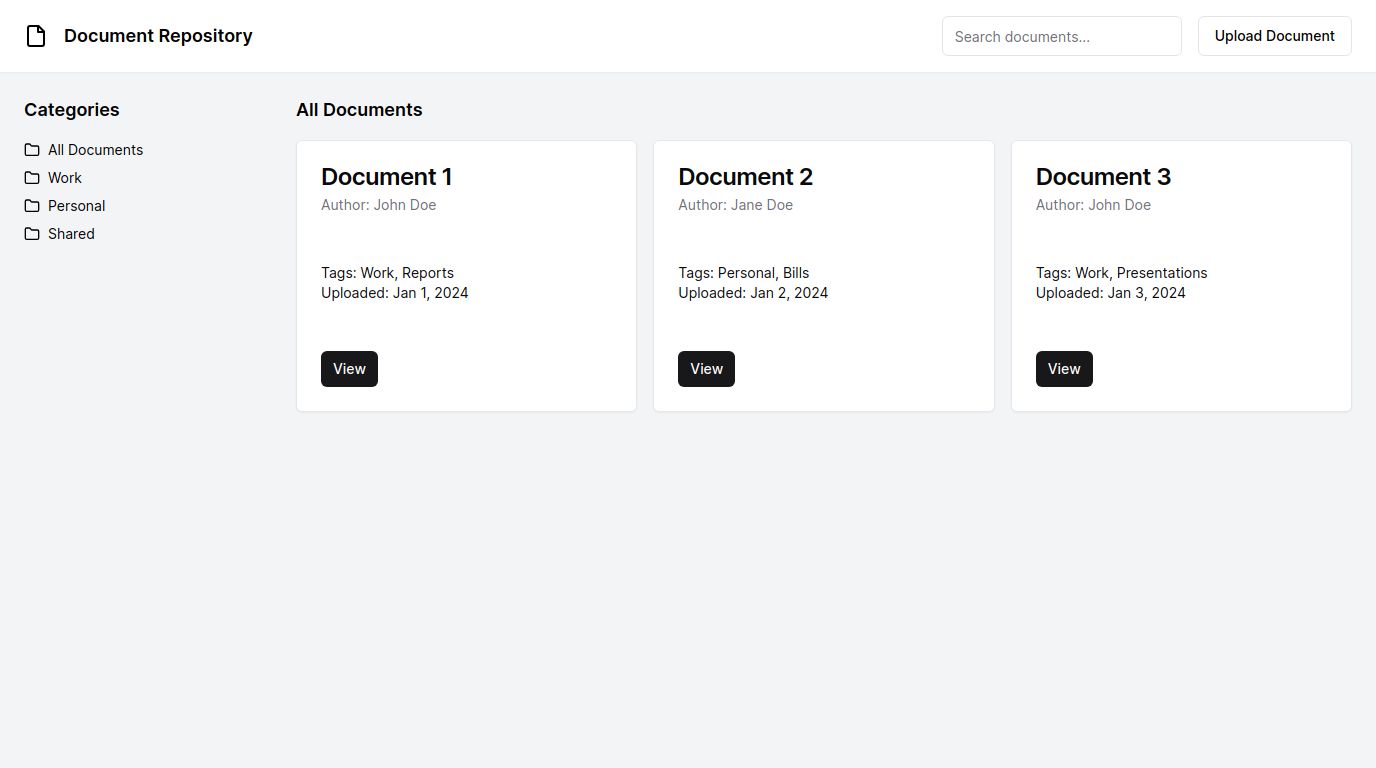 Document Repository
Search documents...
Upload Document
Categories
All Documents
Work
Personal
Shared
All Documents
Document 1
Author: John Doe
Tags: Work, Reports
Uploaded: Jan 1, 2024
View
Document 2
Author: Jane Doe
Tags: Personal, Bills
Uploaded: Jan 2, 2024
View
Document 3
Author: John Doe
Tags: Work, Presentations
Uploaded: Jan 3, 2024
View